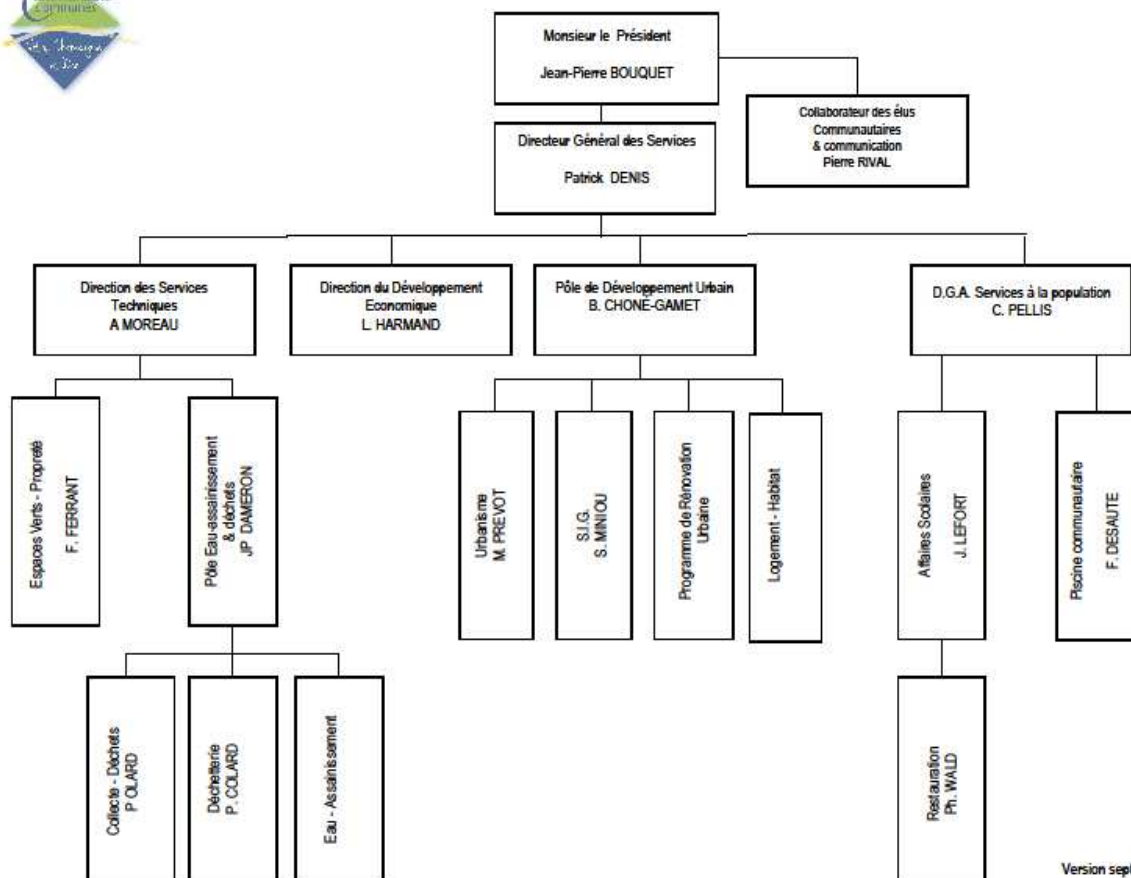 communes
Monsieur le Président
Jean-Pierre BOUQUET
Collaborateur des élus
Communautaires
& communication
Pierre RIVAL
Directeur Général des Services
Patrick DENIS
Direction des Services
Techniques
A MOREAU
Direction du Développement
Economique
L. HARMAND
Pôle de Développement Urbain
B. CHONÉ-GAMET
D.G.A. Services à la population
C. PELLIS
Espaces Verts - Propreté
F. FERRANT
Pôle Eau-assainissement
& déchets
JP DAMERON
Urbanisme
M. PREVOT
S.I.G.
S. MINIOU
Programme de Rénovation
Urbaine
Logement - Habitat
Affaires Scolaires
J. LEFORT
Piscine communautaire
F. DESAUTE
Collecte - Déchets
P OLARD
Déchetterie
P. COLARD
Eau - Assainissement
Restauration
Ph. WALD
Version sept